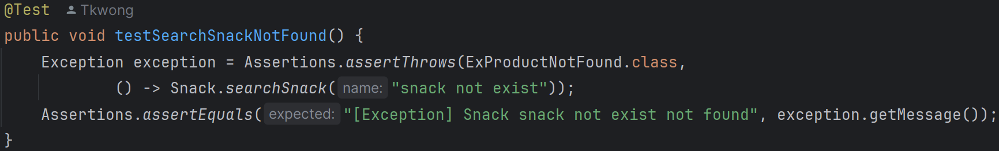 @Test Tkwong
public void testSearchSnackNotFound() {
Exception exception = Assertions.assertThrows(ExProductNotFound.class,
() -> Snack.searchSnack( name: "snack not exist"));
Assertions.assertEquals( expected: "[Exception] Snack snack not exist not found", exception.getMessage());
}